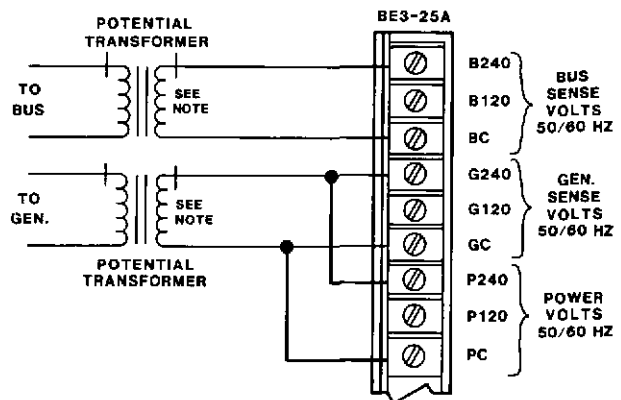 BE3-25A
POTENTIAL
TRANSFORMER
TO
BUS
SEE
NOTE
B240
B120
BC
BUS
SENSE
VOLTS
50/60 HZ
TO
GEN.
SEE
NOTE
POTENTIAL
TRANSFORMER
G240
G120
GC
GEN.
SENSE
VOLTS
50/60 HZ
P240
P120
PC
POWER
VOLTS
50/60 HZ